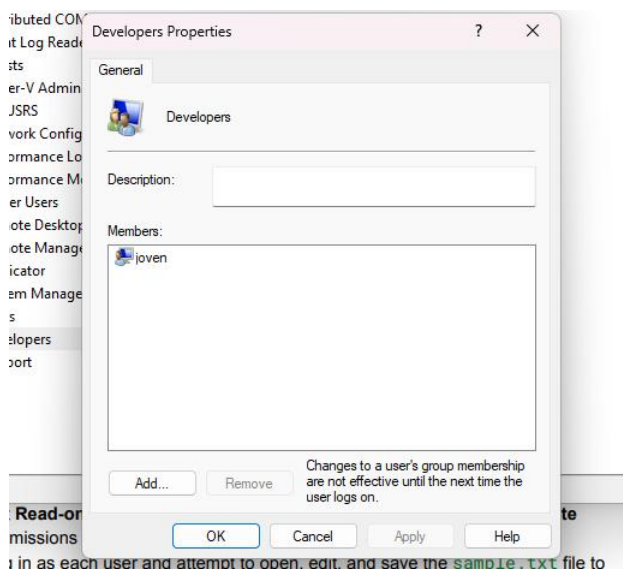 ributed COM
Developers Properties
?
nt Log Reade
sts
er-V Admin
USRS
work Config
ormance Lo
ormance M
er Users
ote Desktop
ote Manage
icator
em Manage
s
elopers
port
General
Developers
Description:
Members:
joven
Add...
Remove
Changes to a user's group membership
are not effective until the next time the
user logs on.
OK
Cancel
Apply
Help
Read-or
te
missions
in as each user and attempt to open, edit, and save the sample.txt file to